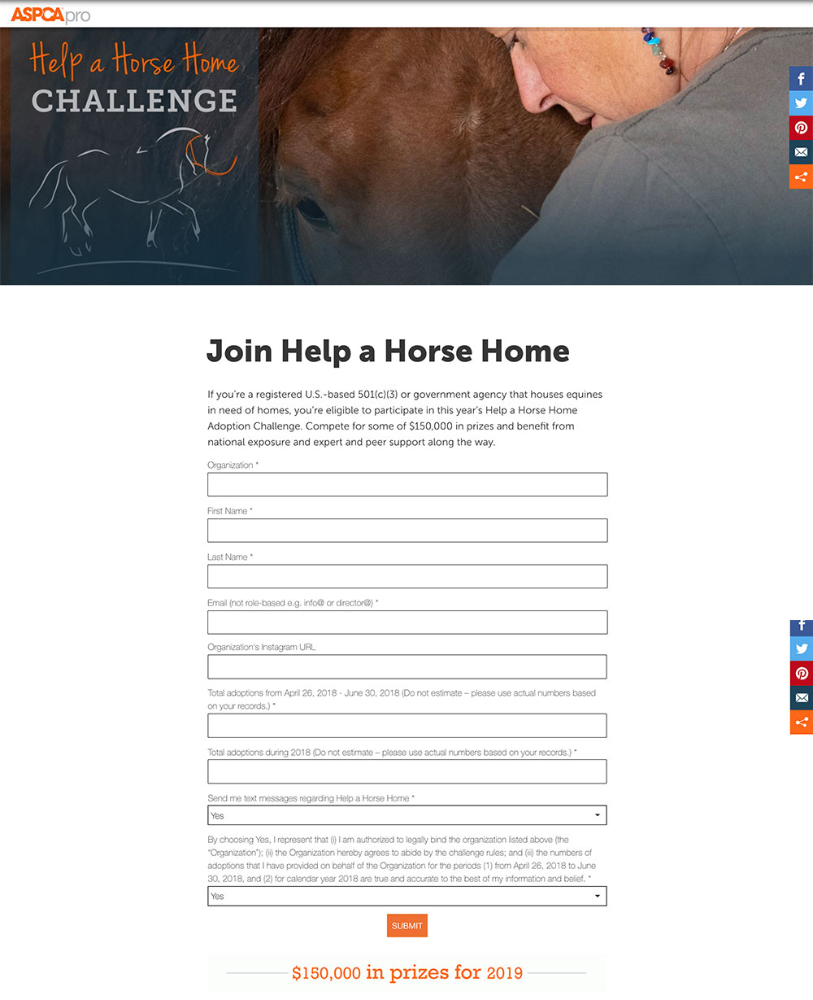 ASPCA pro
Help a Horse Home
CHALLENGE
Join Help a Horse Home
If you’re a registered U.S.-based 501(c)(3) or government agency that houses equines
in need of homes, you’re eligible to participate in this year’s Help a Horse Home
Adoption Challenge. Compete for some of $150,000 in prizes and benefit from
national exposure and expert and peer support along the way.
Organization *
First Name *
Last Name *
Email (not role-based e.g. info@ or director@) *
Organization's Instagram URL
Total adoptions from April 26, 2018 - June 30, 2018 (Do not estimate – please use actual numbers based
on your records.) *
Total adoptions during 2018 (Do not estimate – please use actual numbers based on your records.) *
Send me text messages regarding Help a Horse Home *
Yes
By choosing Yes, I represent that (i) I am authorized to legally bind the organization listed above (the
“Organization”); (ii) the Organization hereby agrees to abide by the challenge rules; and (iii) the numbers of
adoptions that I have provided on behalf of the Organization for the periods (1) from April 26, 2018 to June
30, 2018, and (2) for calendar year 2018 are true and accurate to the best of my information and belief. *
Yes
SUBMIT
$150,000 in prizes for 2019